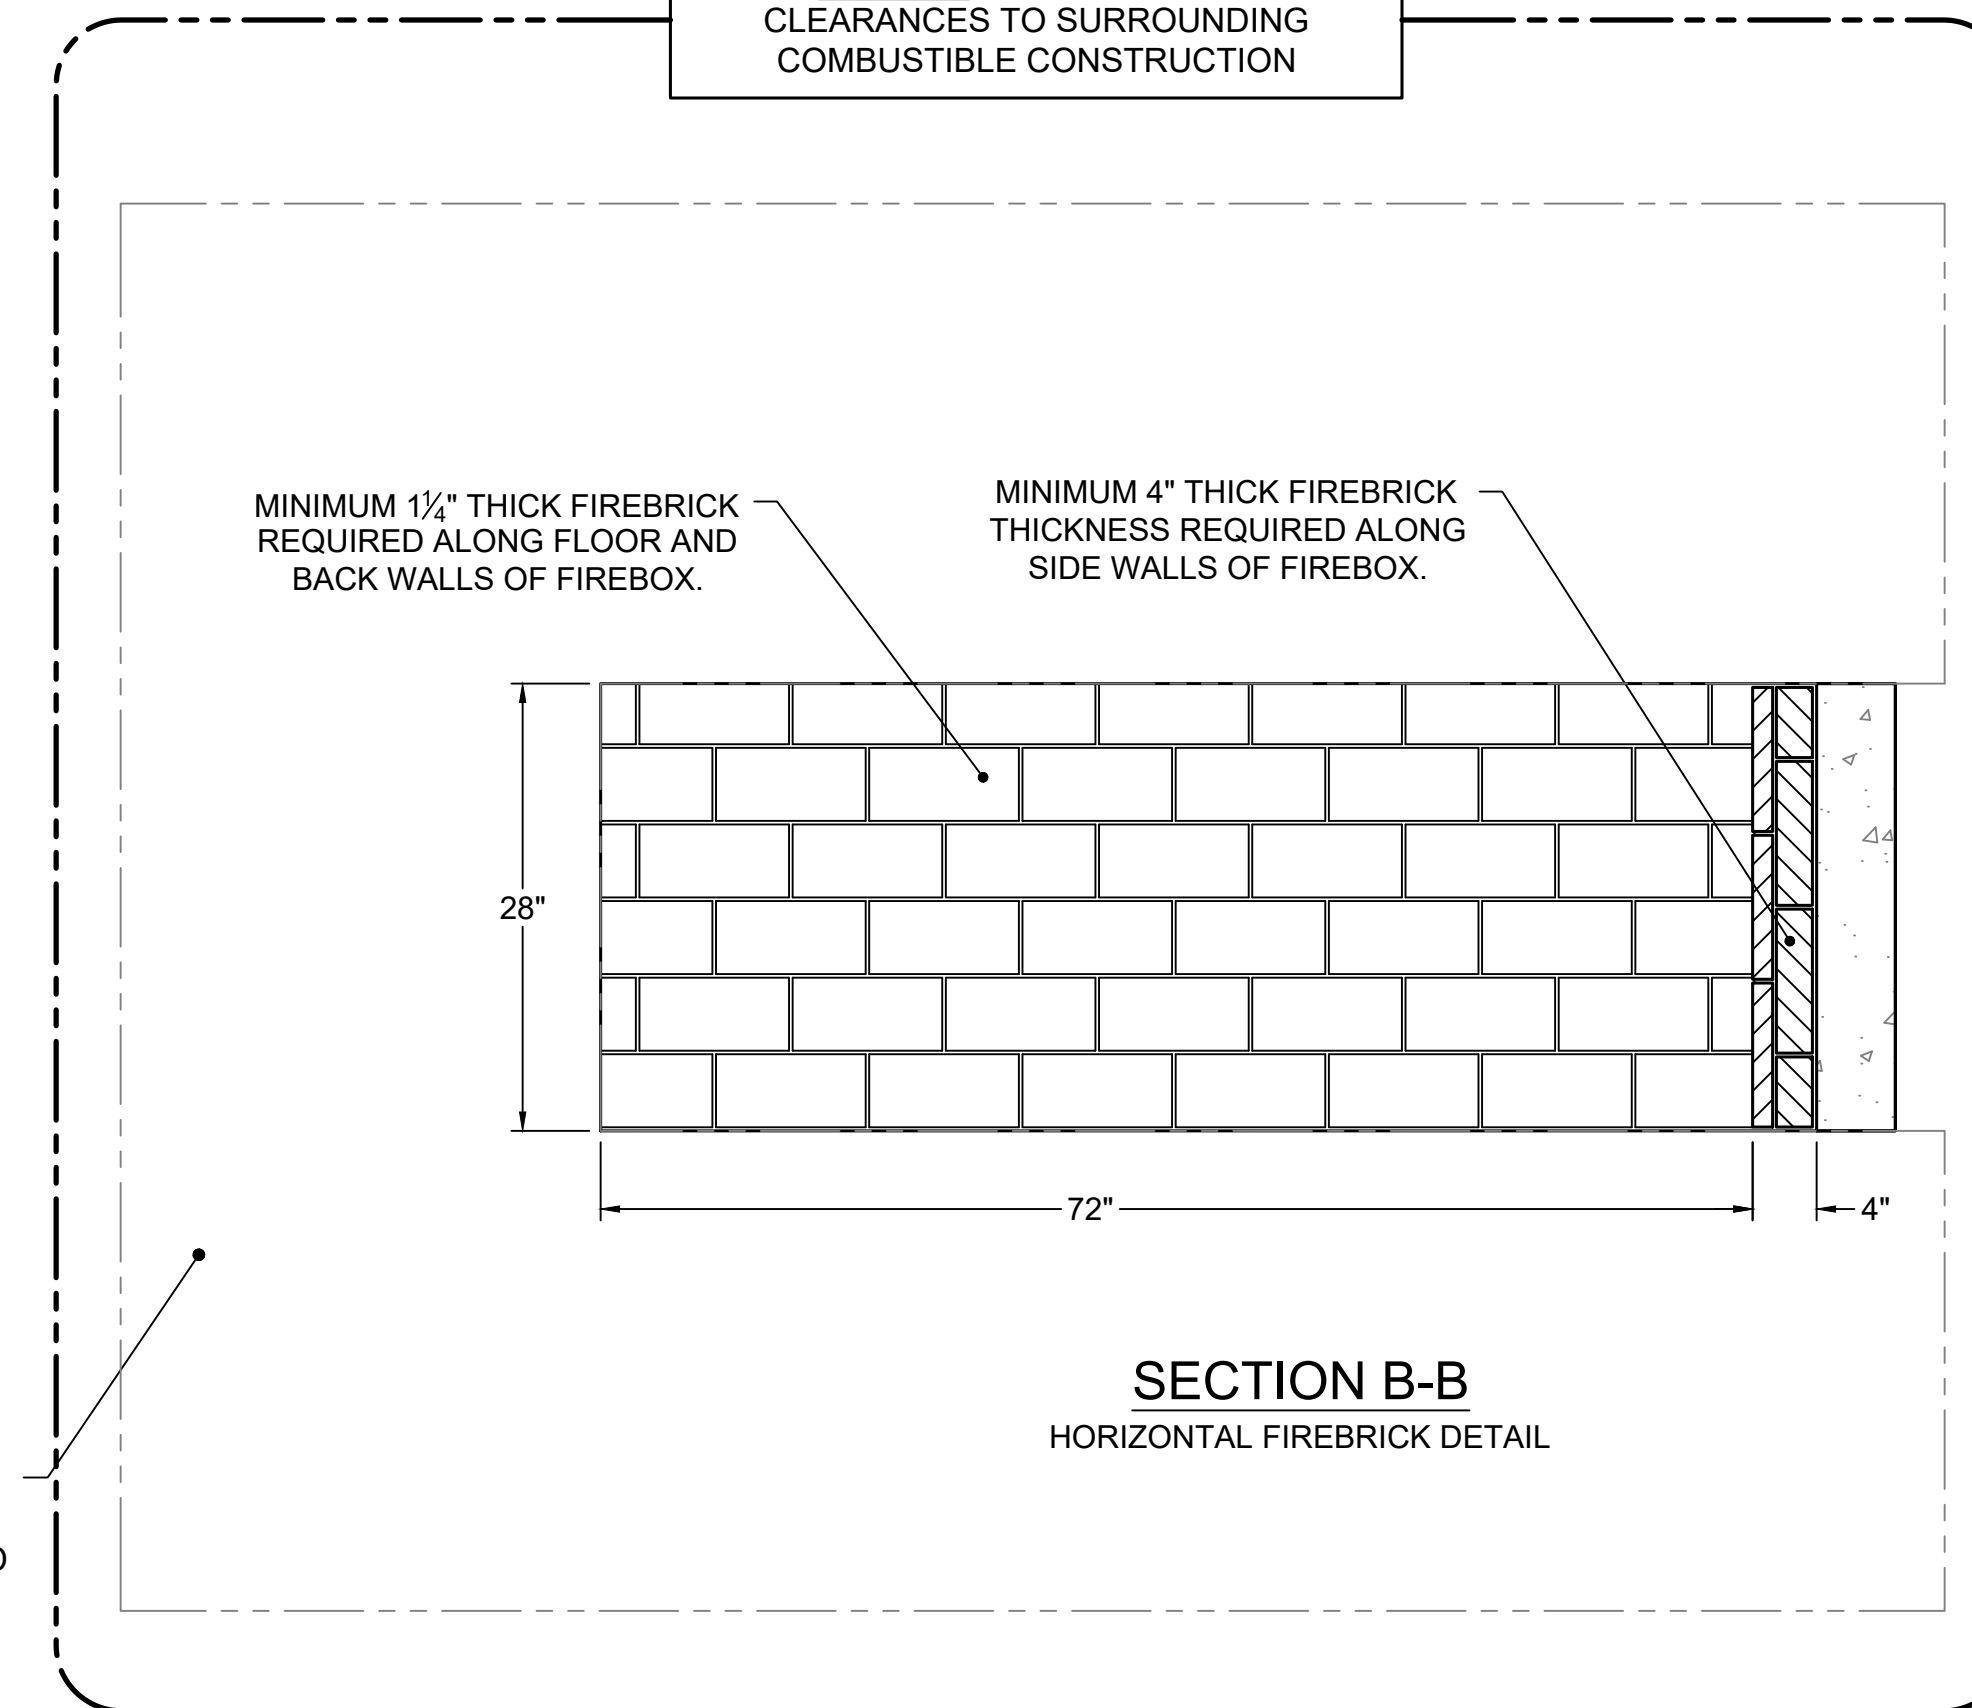 CLEARANCES TO SURROUNDING
COMBUSTIBLE CONSTRUCTION
MINIMUM 1¼" THICK FIREBRICK
REQUIRED ALONG FLOOR AND
BACK WALLS OF FIREBOX.
MINIMUM 4" THICK FIREBRICK
THICKNESS REQUIRED ALONG
SIDE WALLS OF FIREBOX.
28"
72"
4"
SECTION B-B
HORIZONTAL FIREBRICK DETAIL